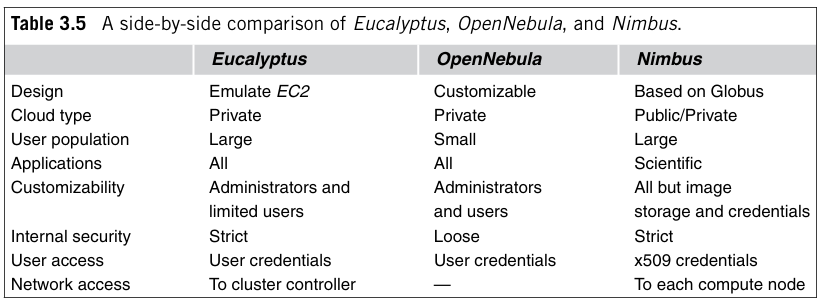 Table 3.5 A side-by-side comparison of Eucalyptus, OpenNebula, and Nimbus.
Eucalyptus OpenNebula Nimbus
Design Emulate EC2 Customizable Based on Globus
Cloud type Private Private Public/Private
User population Large Small Large
Applications All All Scientific
Customizability Administrators and Administrators All but image
limited users and users storage and credentials
Internal security Strict Loose Strict
User access User credentials User credentials x509 credentials
Network access To cluster controller — To each compute node